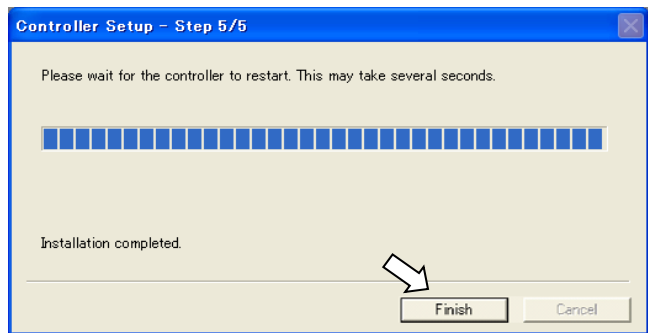 Controller Setup - Step 5/5
Please wait for the controller to restart. This may take several seconds.
Installation completed.
Finish
Cancel